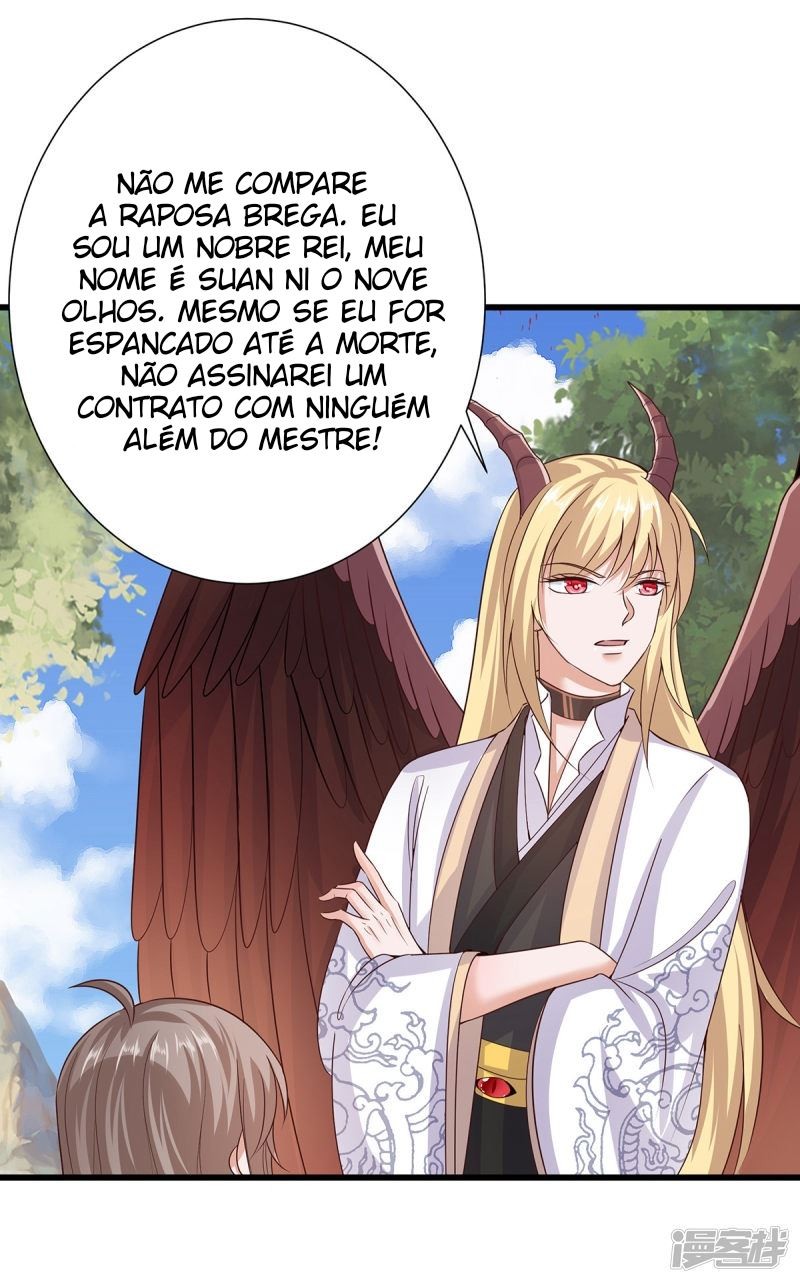 NÃO ME COMPARE
A RAPOSA BREGA. EU
SOU UM NOBRE REI, MEU
NOME É SUAN NI O NOVE
OLHOS. MESMO SE EU FOR
ESPANCADO ATÉ A MORTE,
NÃO ASSINAREI UM
CONTRATO COM NINGUÉM
ALÉM DO MESTRE!
漫客栈